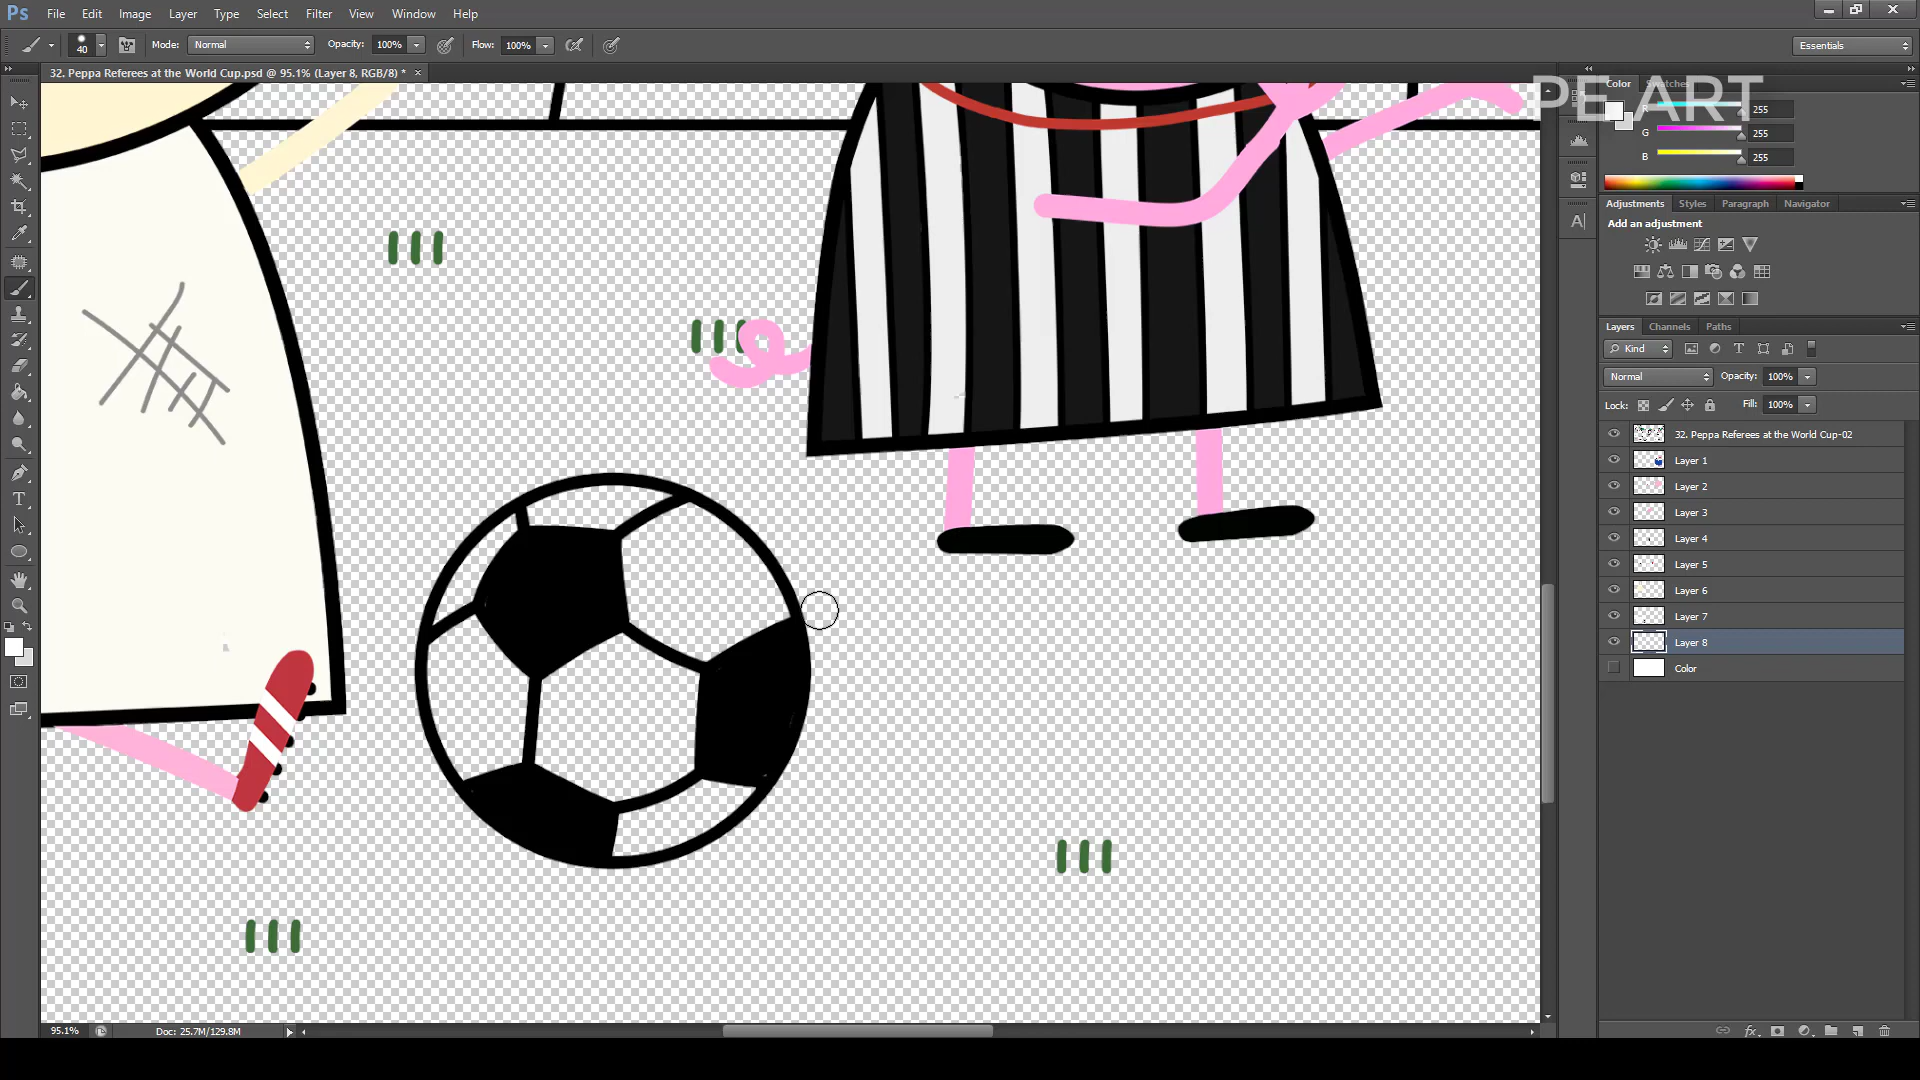 Ps File Edit Image Layer Type Select Filter View Window Help
40 Mode: Normal Opacity: 100% Flow: 100% Essentials
32. Peppa Referees at the World Cup.psd @ 95.1% (Layer 8, RGB/8) *
PE ART
Color Swatches
R 255
G 255
B 255
Adjustments Styles Paragraph Navigator
Add an adjustment
Layers Channels Paths
Kind
Normal Opacity: 100%
Lock: Fill: 100%
32. Peppa Referees at the World Cup-02
Layer 1
Layer 2
Layer 3
Layer 4
Layer 5
Layer 6
Layer 7
Layer 8
Color
95.1% Doc: 25.7M/129.8M